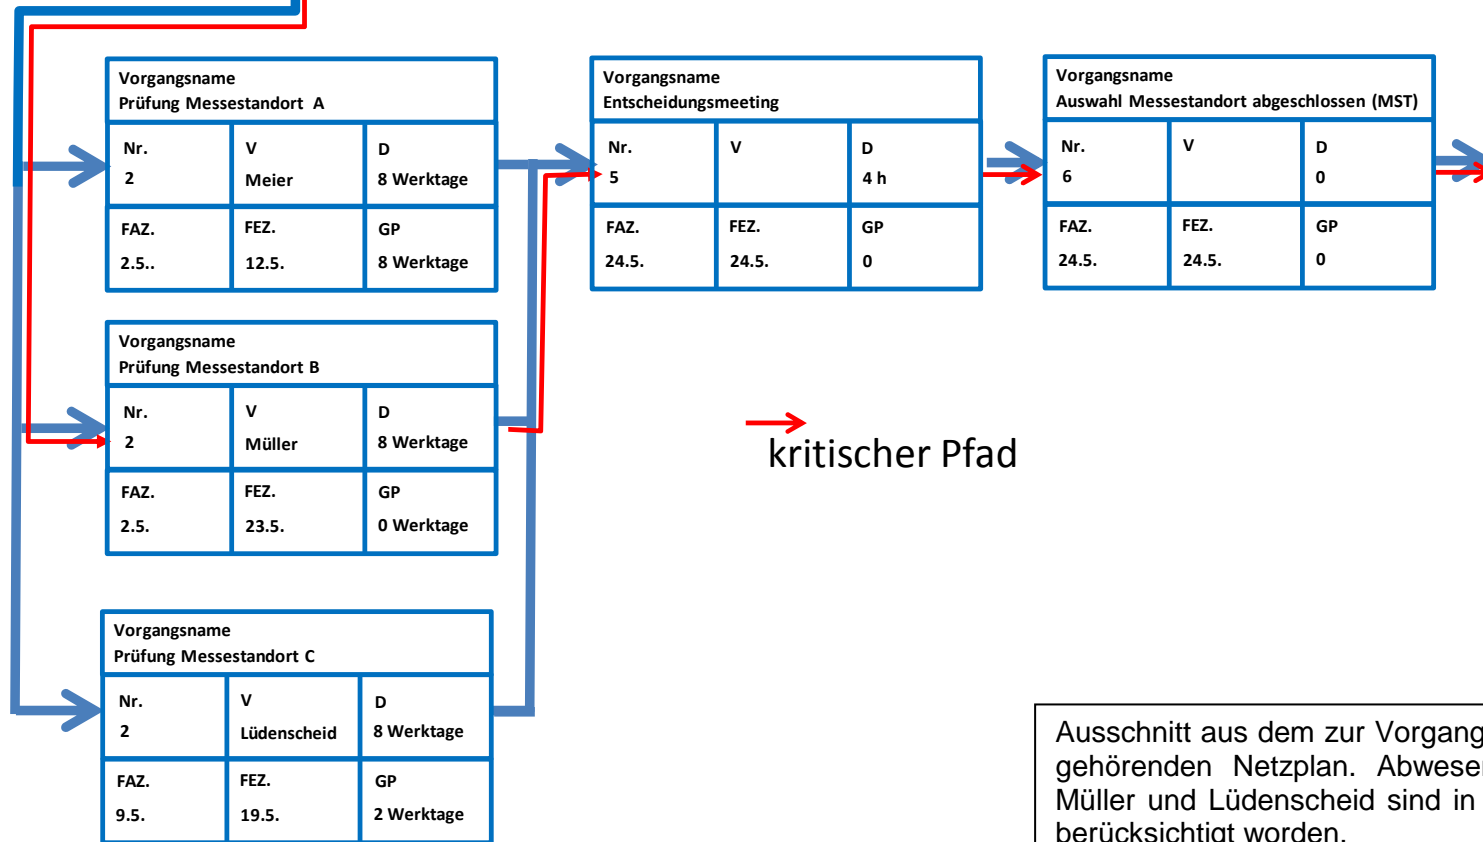 Vorgangsname
Prüfung Messestandort A
Nr. V D
2 Meier 8 Werktage
FAZ. FEZ. GP
2.5.. 12.5. 8 Werktage
Vorgangsname
Entscheidungsmeeting
Nr. V D
5 4 h
FAZ. FEZ. GP
24.5. 24.5. 0
Vorgangsname
Auswahl Messestandort abgeschlossen (MST)
Nr. V D
6 0
FAZ. FEZ. GP
24.5. 24.5. 0
Vorgangsname
Prüfung Messestandort B
Nr. V D
2 Müller 8 Werktage
FAZ. FEZ. GP
2.5. 23.5. 0 Werktage
kritischer Pfad
Vorgangsname
Prüfung Messestandort C
Nr. V D
2 Lüdenscheid 8 Werktage
FAZ. FEZ. GP
9.5. 19.5. 2 Werktage
Ausschnitt aus dem zur Vorgang
gehörenden Netzplan. Abwesen
Müller und Lüdenscheid sind in
berücksichtigt worden.